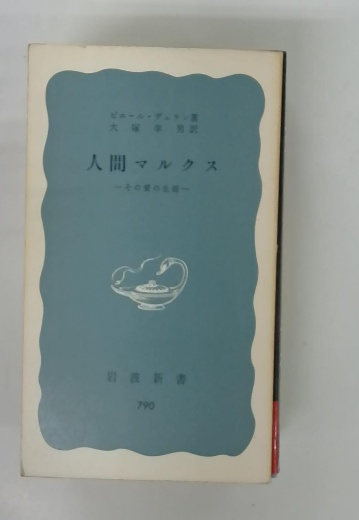 ピエール・デュラン著
大塚幸男訳
人間マルクス
―その愛の生涯―
岩波新書
790